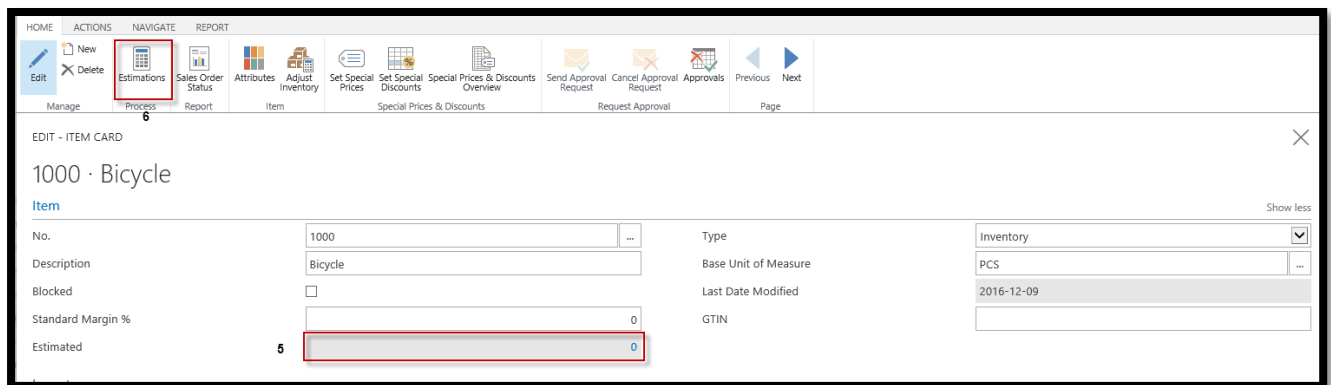 HOME ACTIONS NAVIGATE REPORT
New
Delete
Edit
Estimations
Sales Order Status
Attributes
Adjust Inventory
Set Special Prices
Set Special Discounts
Special Prices & Discounts Overview
Send Approval Request
Cancel Approval Request
Approvals
Previous
Next
Manage Process Report Item Special Prices & Discounts Request Approval Page
6
EDIT - ITEM CARD
1000 · Bicycle
Item Show less
No. 1000 ... Type Inventory
Description Bicycle Base Unit of Measure PCS ...
Blocked Last Date Modified 2016-12-09
Standard Margin % 0 GTIN
Estimated 5 0